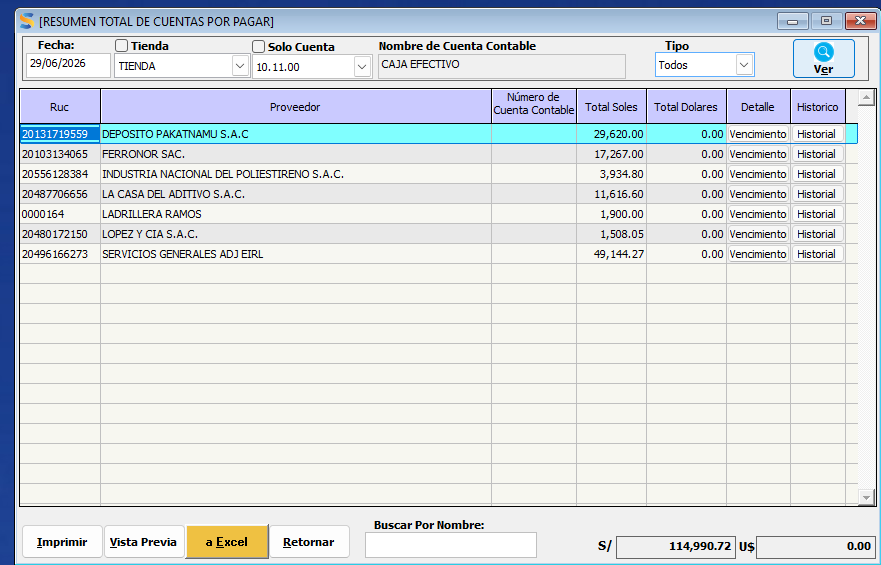 [RESUMEN TOTAL DE CUENTAS POR PAGAR]
Fecha: Tienda Solo Cuenta Nombre de Cuenta Contable Tipo
29/06/2026 TIENDA 10.11.00 CAJA EFECTIVO Todos Ver
Ruc Proveedor Número de Cuenta Contable Total Soles Total Dolares Detalle Historico
20131719559 DEPOSITO PAKATNAMU S.A.C 29,620.00 0.00 Vencimiento Historial
20103134065 FERRONOR SAC. 17,267.00 0.00 Vencimiento Historial
20556128384 INDUSTRIA NACIONAL DEL POLIESTIRENO S.A.C. 3,934.80 0.00 Vencimiento Historial
20487706656 LA CASA DEL ADITIVO S.A.C. 11,616.60 0.00 Vencimiento Historial
0000164 LADRILLERA RAMOS 1,900.00 0.00 Vencimiento Historial
20480172150 LOPEZ Y CIA S.A.C. 1,508.05 0.00 Vencimiento Historial
20496166273 SERVICIOS GENERALES ADJ EIRL 49,144.27 0.00 Vencimiento Historial
Imprimir Vista Previa a Excel Retornar Buscar Por Nombre: S/ 114,990.72 U$ 0.00